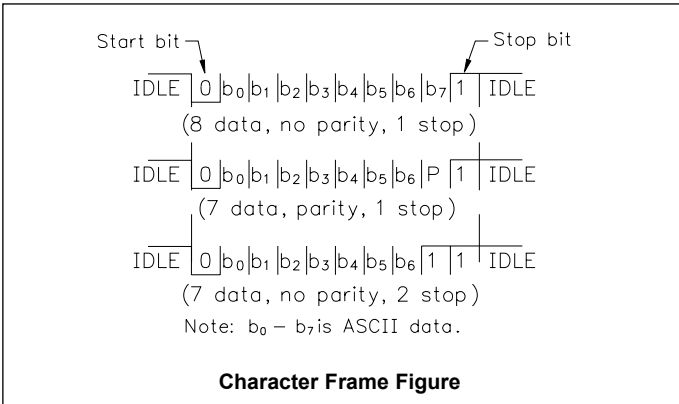 Start bit Stop bit
IDLE 0 b₀ b₁ b₂ b₃ b₄ b₅ b₆ b₇ 1 IDLE
(8 data, no parity, 1 stop)
IDLE 0 b₀ b₁ b₂ b₃ b₄ b₅ b₆ P 1 IDLE
(7 data, parity, 1 stop)
IDLE 0 b₀ b₁ b₂ b₃ b₄ b₅ b₆ 1 1 IDLE
(7 data, no parity, 2 stop)
Note: b₀ – b₇ is ASCII data.
Character Frame Figure